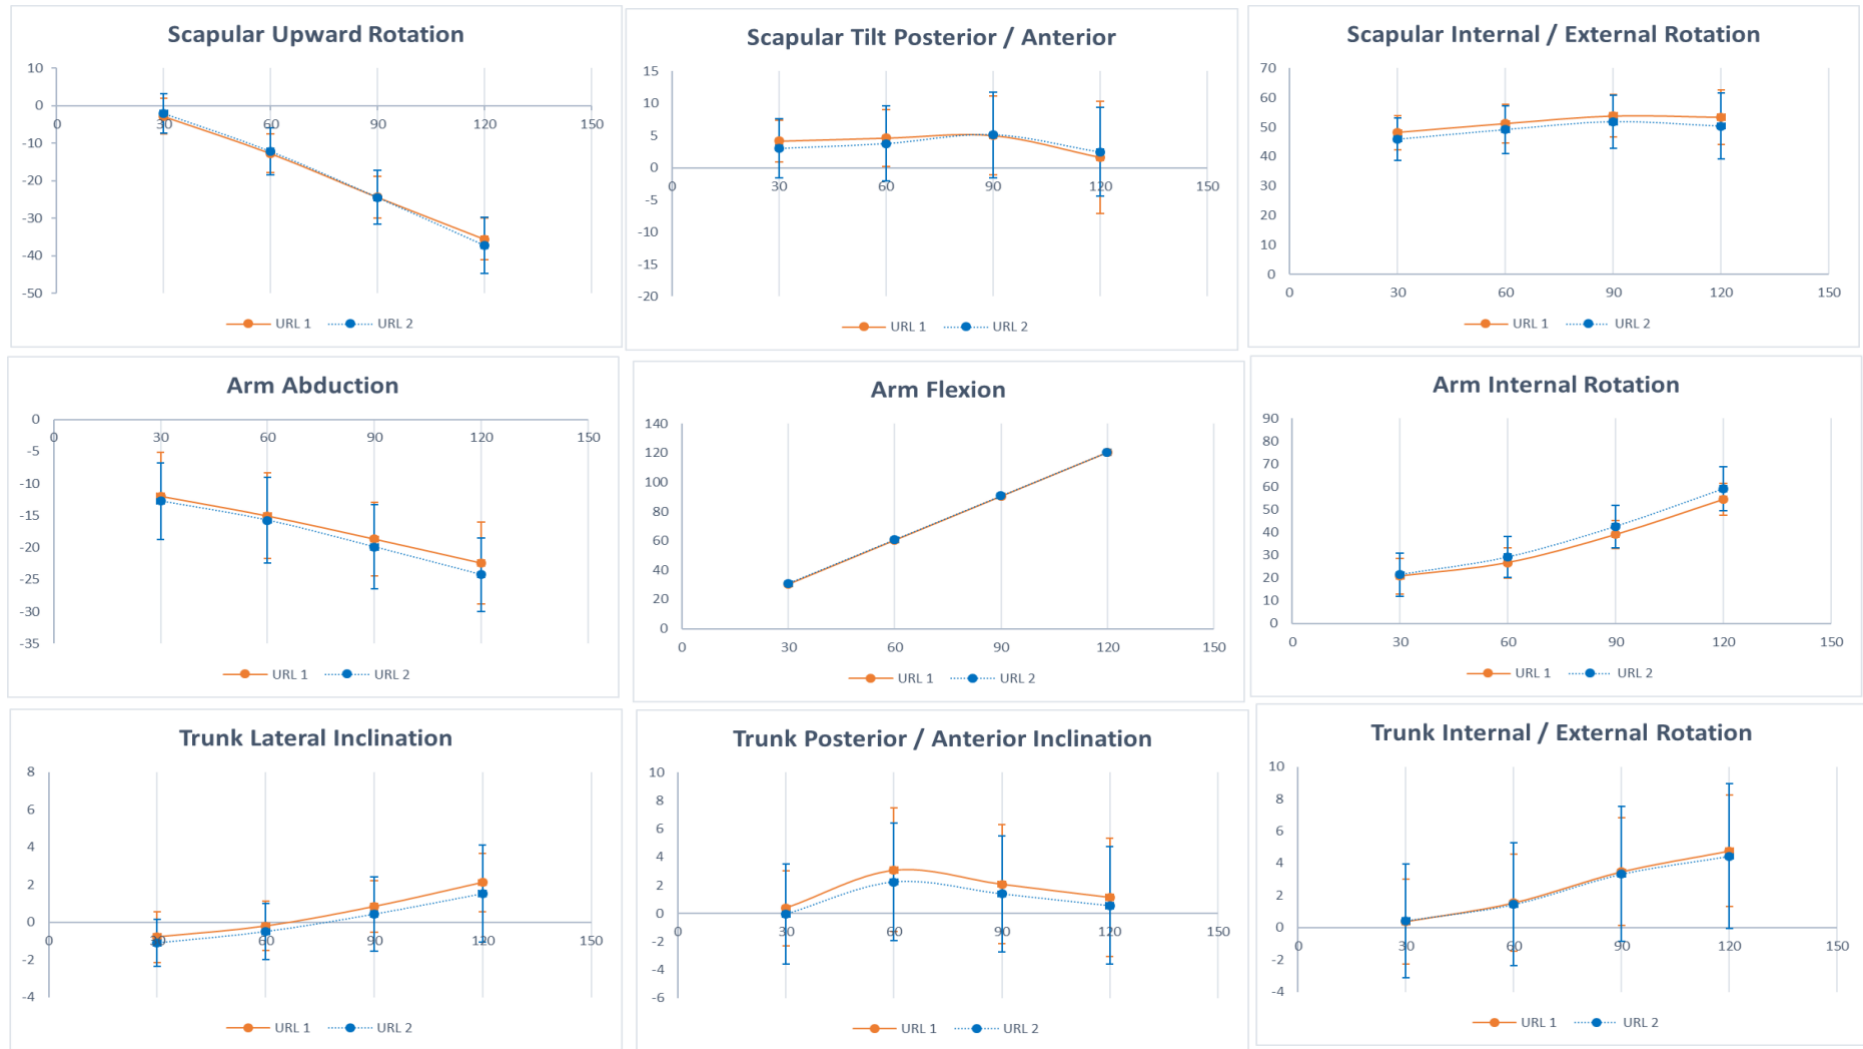 Scapular Upward Rotation
10
0
-10
-20
-30
-40
-50
0 30 60 90 120 150
URL 1 URL 2
Scapular Tilt Posterior / Anterior
15
10
5
0
-5
-10
-15
-20
0 30 60 90 120 150
URL 1 URL 2
Scapular Internal / External Rotation
70
60
50
40
30
20
10
0
0 30 60 90 120 150
URL 1 URL 2
Arm Abduction
0
-5
-10
-15
-20
-25
-30
-35
0 30 60 90 120 150
URL 1 URL 2
Arm Flexion
140
120
100
80
60
40
20
0
0 30 60 90 120 150
URL 1 URL 2
Arm Internal Rotation
90
80
70
60
50
40
30
20
10
0
0 30 60 90 120 150
URL 1 URL 2
Trunk Lateral Inclination
8
6
4
2
0
-2
-4
0 30 60 90 120 150
URL 1 URL 2
Trunk Posterior / Anterior Inclination
10
8
6
4
2
0
-2
-4
-6
0 30 60 90 120 150
URL 1 URL 2
Trunk Internal / External Rotation
10
8
6
4
2
0
-2
-4
0 30 60 90 120 150
URL 1 URL 2